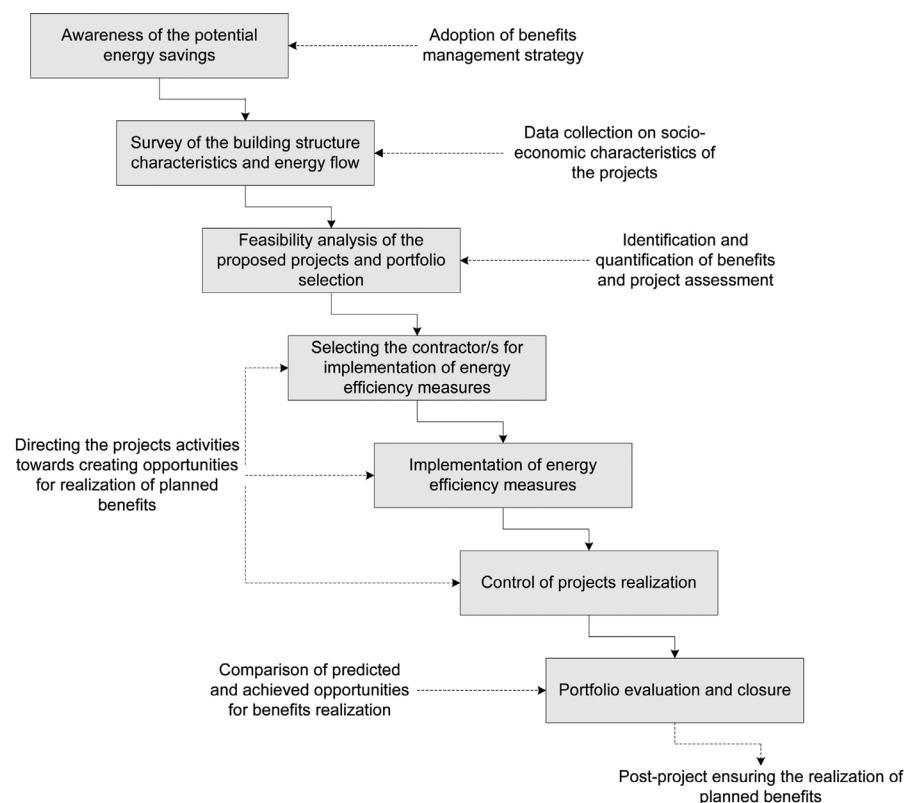 Awareness of the potential
energy savings
Adoption of benefits
management strategy
Survey of the building structure
characteristics and energy flow
Data collection on socio-
economic characteristics of
the projects
Feasibility analysis of the
proposed projects and portfolio
selection
Identification and
quantification of benefits
and project assessment
Selecting the contractor/s for
implementation of energy
efficiency measures
Directing the projects activities
towards creating opportunities
for realization of planned
benefits
Implementation of energy
efficiency measures
Control of projects realization
Comparison of predicted
and achieved opportunities
for benefits realization
Portfolio evaluation and closure
Post-project ensuring the realization of
planned benefits